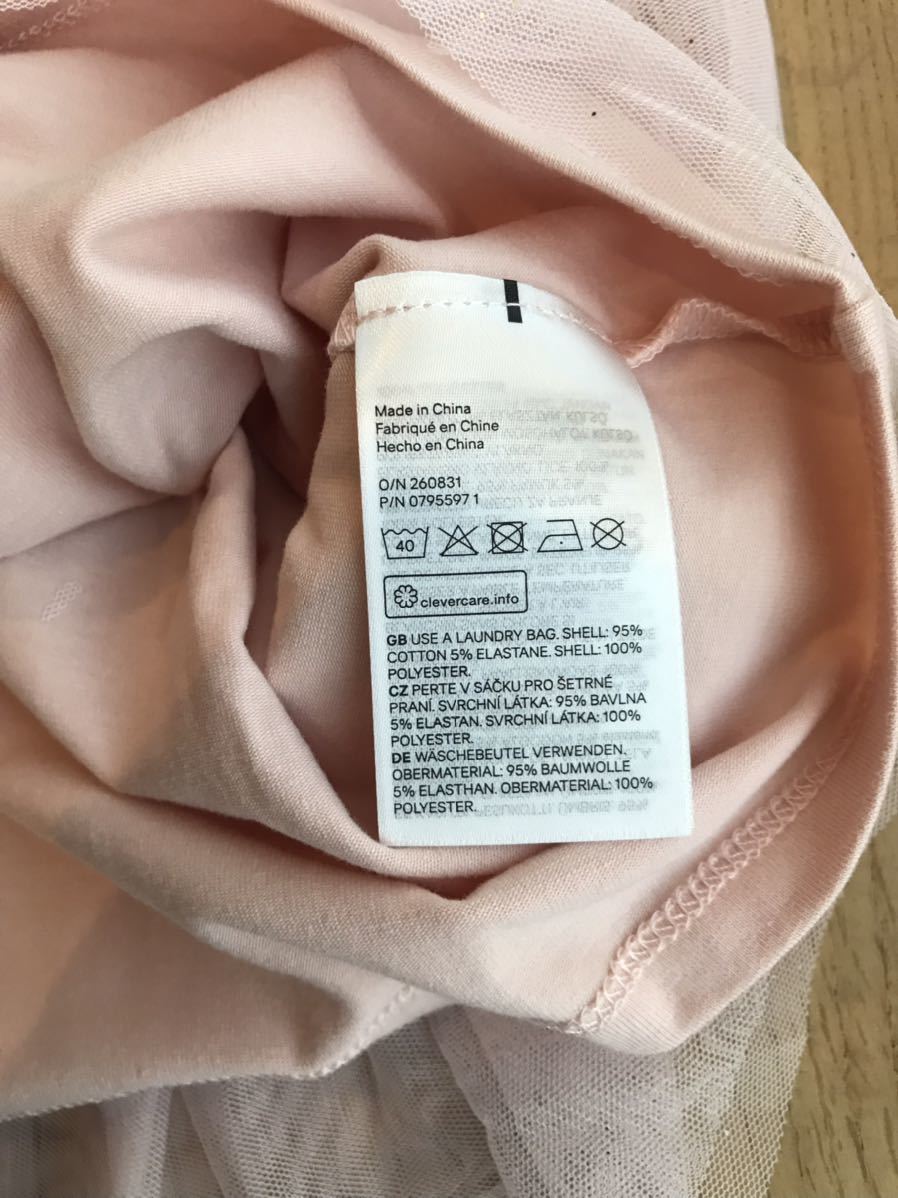 Made in China
Fabriqué en Chine
Hecho en China
O/N 260831
P/N 0795597 1
40
clevercare.info
GB USE A LAUNDRY BAG. SHELL: 95%
COTTON 5% ELASTANE. SHELL: 100%
POLYESTER.
CZ PERTE V SÁČKU PRO ŠETRNÉ
PRANÍ. SVRCHNÍ LÁTKA: 95% BAVLNA
5% ELASTAN. SVRCHNÍ LÁTKA: 100%
POLYESTER.
DE WÄSCHEBEUTEL VERWENDEN.
OBERMATERIAL: 95% BAUMWOLLE
5% ELASTHAN. OBERMATERIAL: 100%
POLYESTER.